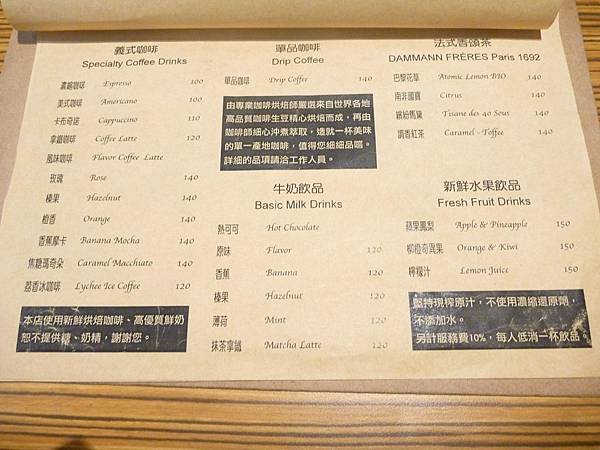 義式咖啡
Specialty Coffee Drinks
濃縮咖啡 Espresso 100
美式咖啡 Americano 100
卡布奇諾 Cappuccino 110
拿鐵咖啡 Coffee Latte 120
風味咖啡 Flavor Coffee Latte
玫瑰 Rose 140
榛果 Hazelnut 140
橙香 Orange 140
香蕉摩卡 Banana Mocha 140
焦糖瑪奇朵 Caramel Macchiato 140
荔香冰咖啡 Lychee Ice Coffee 120
本店使用新鮮烘焙咖啡、高優質鮮奶
恕不提供糖、奶精，謝謝您。
單品咖啡
Drip Coffee
單品咖啡 Drip Coffee 140
由專業咖啡烘焙師嚴選來自世界各地
高品質咖啡生豆精心烘焙而成，再由
咖啡師細心沖煮萃取，造就一杯美味
的單一產地咖啡，值得您細細品嚐。
詳細的品項請洽工作人員。
牛奶飲品
Basic Milk Drinks
熱可可 Hot Chocolate
原味 Flavor 120
香蕉 Banana 120
榛果 Hazelnut 120
薄荷 Mint 120
抹茶拿鐵 Matcha Latte 120
法式香頌茶
DAMMANN FRÈRES Paris 1692
巴黎花草 Atomic Lemon BIO 140
南非國寶 Citrus 140
繽紛馬黛 Tisane des 40 Sous 140
調香紅茶 Caramel -Toffee 140
新鮮水果飲品
Fresh Fruit Drinks
蘋果鳳梨 Apple & Pineapple 150
柳橙奇異果 Orange & Kiwi 150
檸檬汁 Lemon Juice 150
堅持現榨原汁，不使用濃縮還原劑，
不添加水。
另計服務費10%，每人低消一杯飲品。